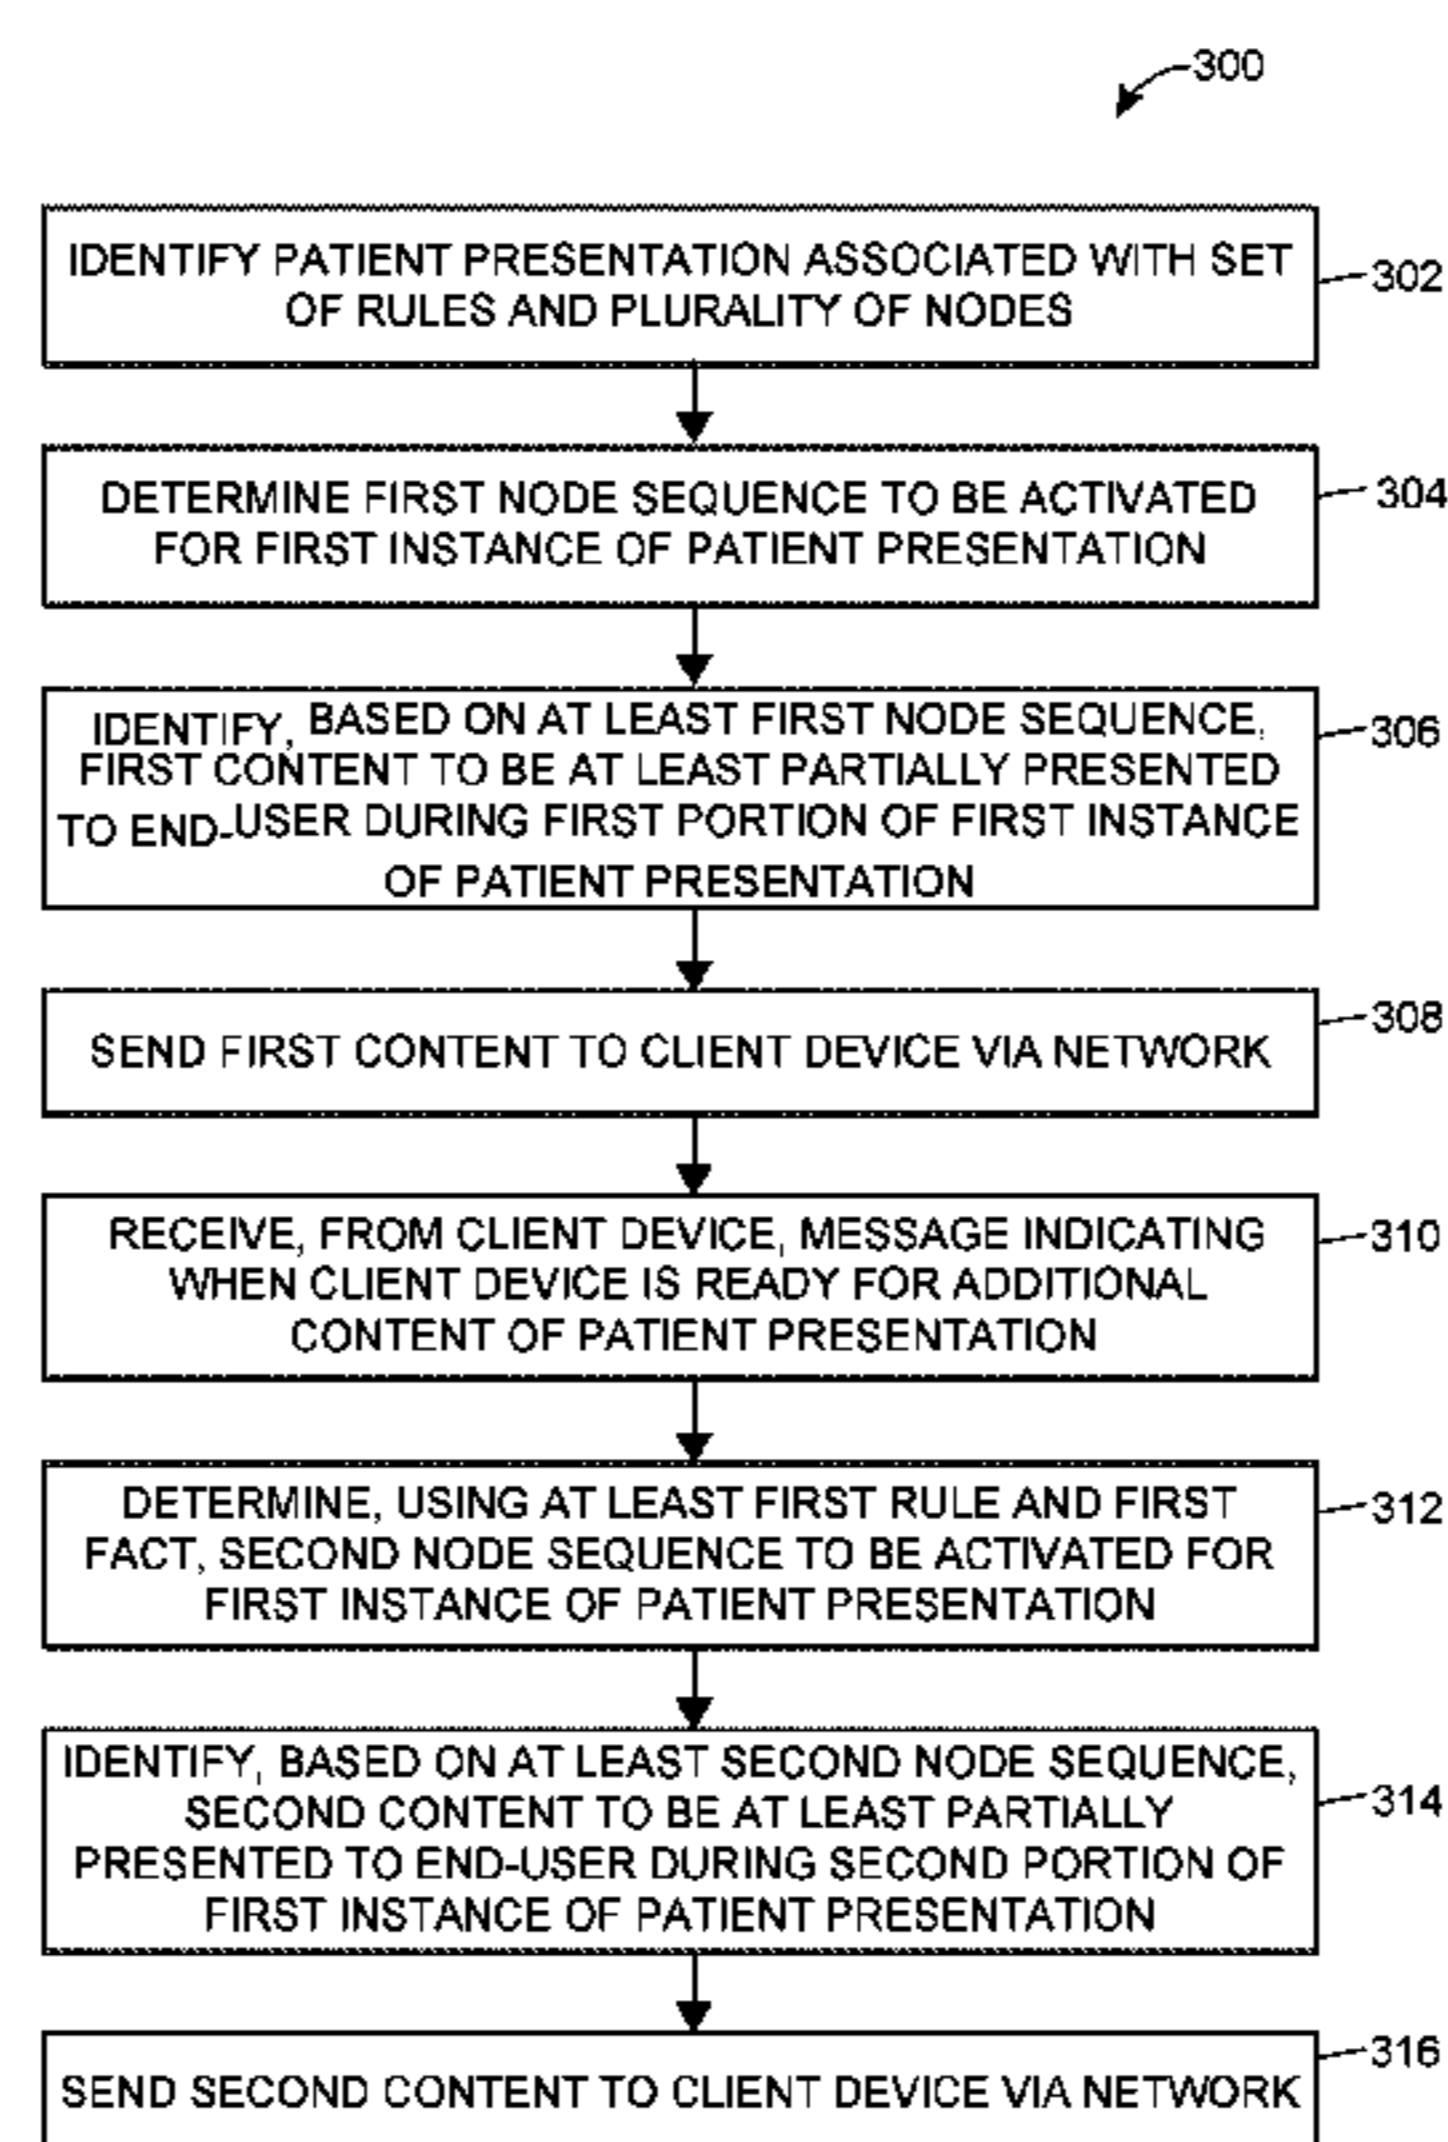 300
IDENTIFY PATIENT PRESENTATION ASSOCIATED WITH SET
OF RULES AND PLURALITY OF NODES
302
DETERMINE FIRST NODE SEQUENCE TO BE ACTIVATED
FOR FIRST INSTANCE OF PATIENT PRESENTATION
304
IDENTIFY, BASED ON AT LEAST FIRST NODE SEQUENCE,
FIRST CONTENT TO BE AT LEAST PARTIALLY PRESENTED
TO END-USER DURING FIRST PORTION OF FIRST INSTANCE
OF PATIENT PRESENTATION
306
SEND FIRST CONTENT TO CLIENT DEVICE VIA NETWORK
308
RECEIVE, FROM CLIENT DEVICE, MESSAGE INDICATING
WHEN CLIENT DEVICE IS READY FOR ADDITIONAL
CONTENT OF PATIENT PRESENTATION
310
DETERMINE, USING AT LEAST FIRST RULE AND FIRST
FACT, SECOND NODE SEQUENCE TO BE ACTIVATED FOR
FIRST INSTANCE OF PATIENT PRESENTATION
312
IDENTIFY, BASED ON AT LEAST SECOND NODE SEQUENCE,
SECOND CONTENT TO BE AT LEAST PARTIALLY
PRESENTED TO END-USER DURING SECOND PORTION OF
FIRST INSTANCE OF PATIENT PRESENTATION
314
SEND SECOND CONTENT TO CLIENT DEVICE VIA NETWORK
316